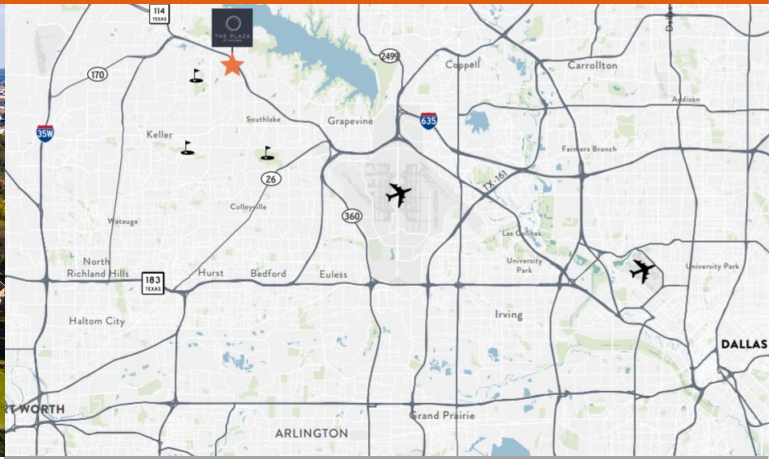 114
TEXAS
THE PLAZA
2499
Dallas
170
Coppell
Carrollton
Addison
Southlake
Grapevine
635
35W
Keller
Farmers Branch
26
TX-161
Colleyville
360
Watauga
Las Colinas
North
Richland Hills
183
TEXAS
Hurst
Bedford
Euless
University
Park
University Park
Haltom City
Irving
DALLAS
RT WORTH
Grand Prairie
ARLINGTON